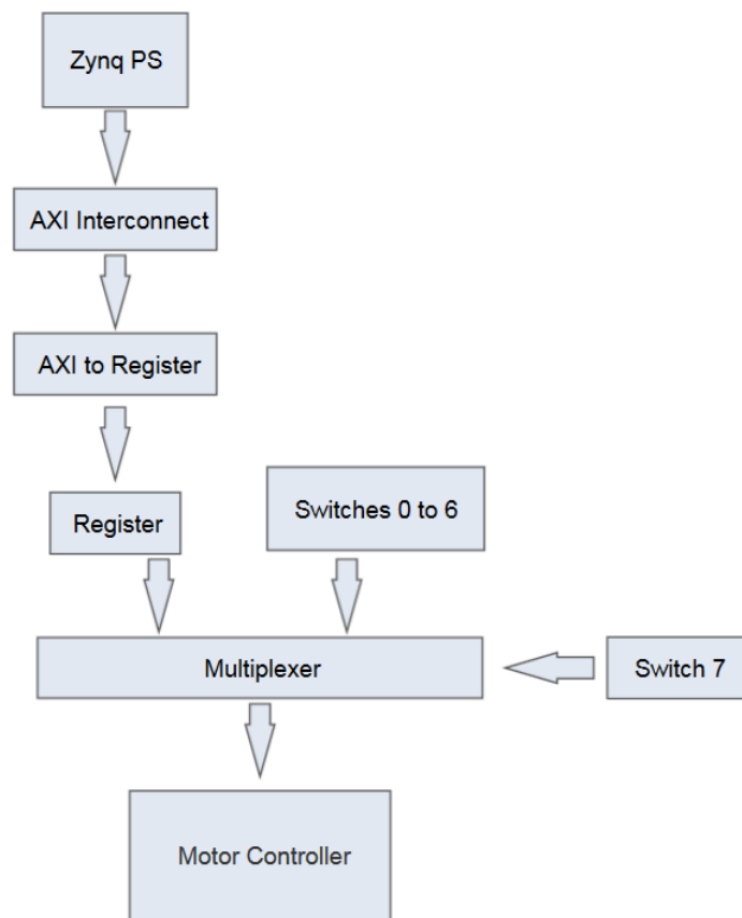 Zynq PS
AXI Interconnect
AXI to Register
Register
Switches 0 to 6
Multiplexer
Switch 7
Motor Controller